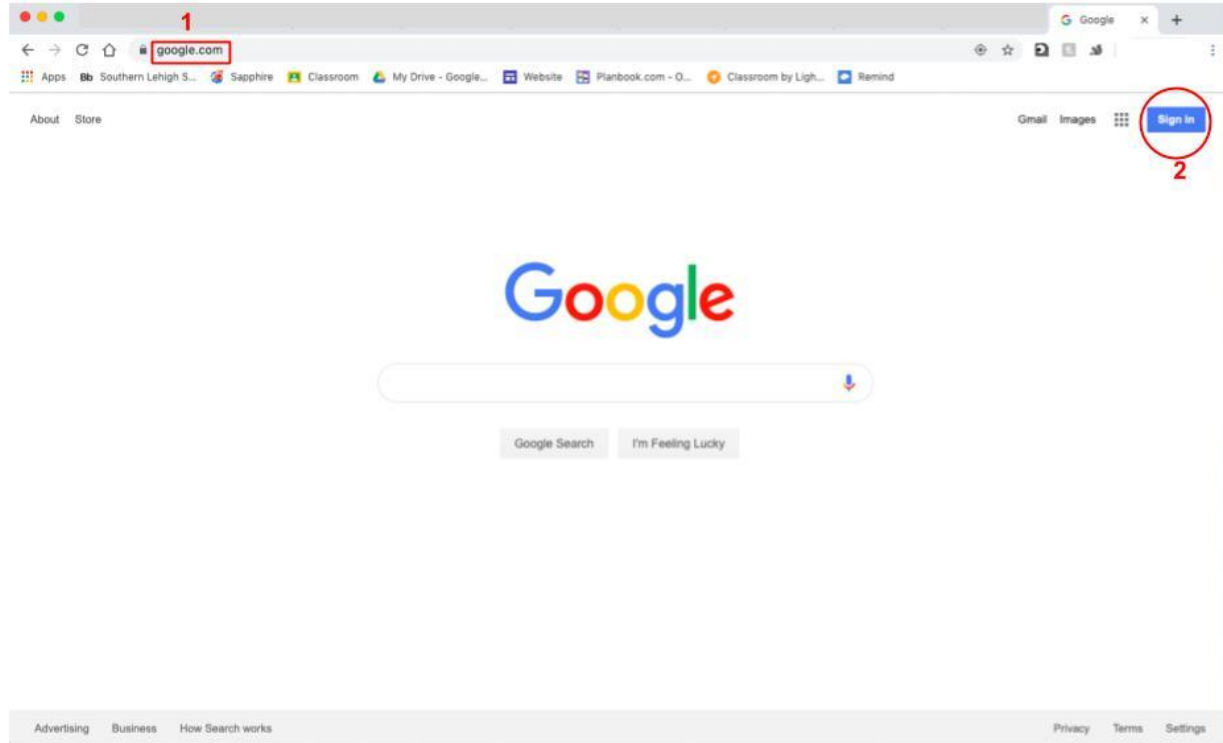 1
Google
google.com
Apps Bb Southern Lehigh S... Sapphire Classroom My Drive - Google... Website Planbook.com - O... Classroom by Ligh... Remind
About Store Gmail Images Sign in
2
Google
Google Search I'm Feeling Lucky
Advertising Business How Search works Privacy Terms Settings